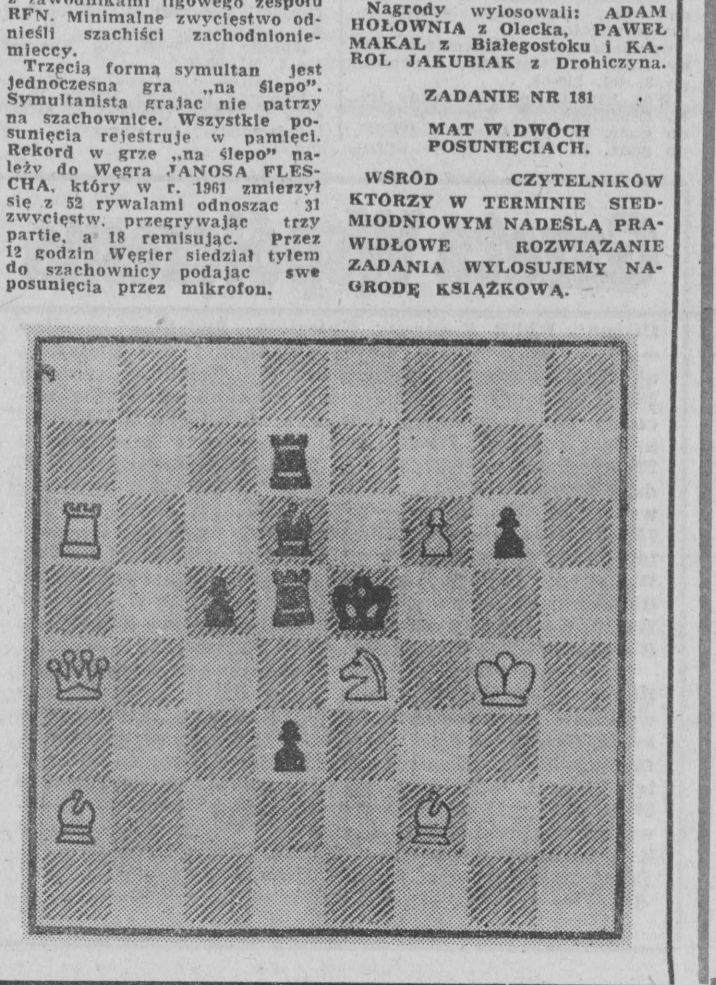 z zawodnikami ligowego zespołu
RFN. Minimalne zwycięstwo od-
nieśli szachiści zachodnionie-
mieccy.
Trzecią formą symultan jest
jednoczesna gra „na ślepo”.
Symultanista grając nie patrzy
na szachownice. Wszystkie po-
sunięcia rejestruje w pamięci.
Rekord w grze „na ślepo” na-
leży do Węgra JANOSA FLES-
CHA, który w r. 1961 zmierzył
się z 52 rywalami odnosząc 31
zwycięstw, przegrywając trzy
partie, a 18 remisując. Przez
12 godzin Węgier siedział tyłem
do szachownicy podając swe
posunięcia przez mikrofon.
Nagrody wylosowali: ADAM
HOŁOWNIA z Olecka, PAWEŁ
MAKAL z Białegostoku i KA-
ROL JAKUBIAK z Drohiczyna.
ZADANIE NR 181
MAT W DWÓCH
POSUNIĘCIACH.
WŚRÓD CZYTELNIKÓW
KTÓRZY W TERMINIE SIED-
MIODNIOWYM NADEŚLĄ PRA-
WIDŁOWE ROZWIĄZANIE
ZADANIA WYLOSUJEMY NA-
GRODĘ KSIĄŻKOWĄ.